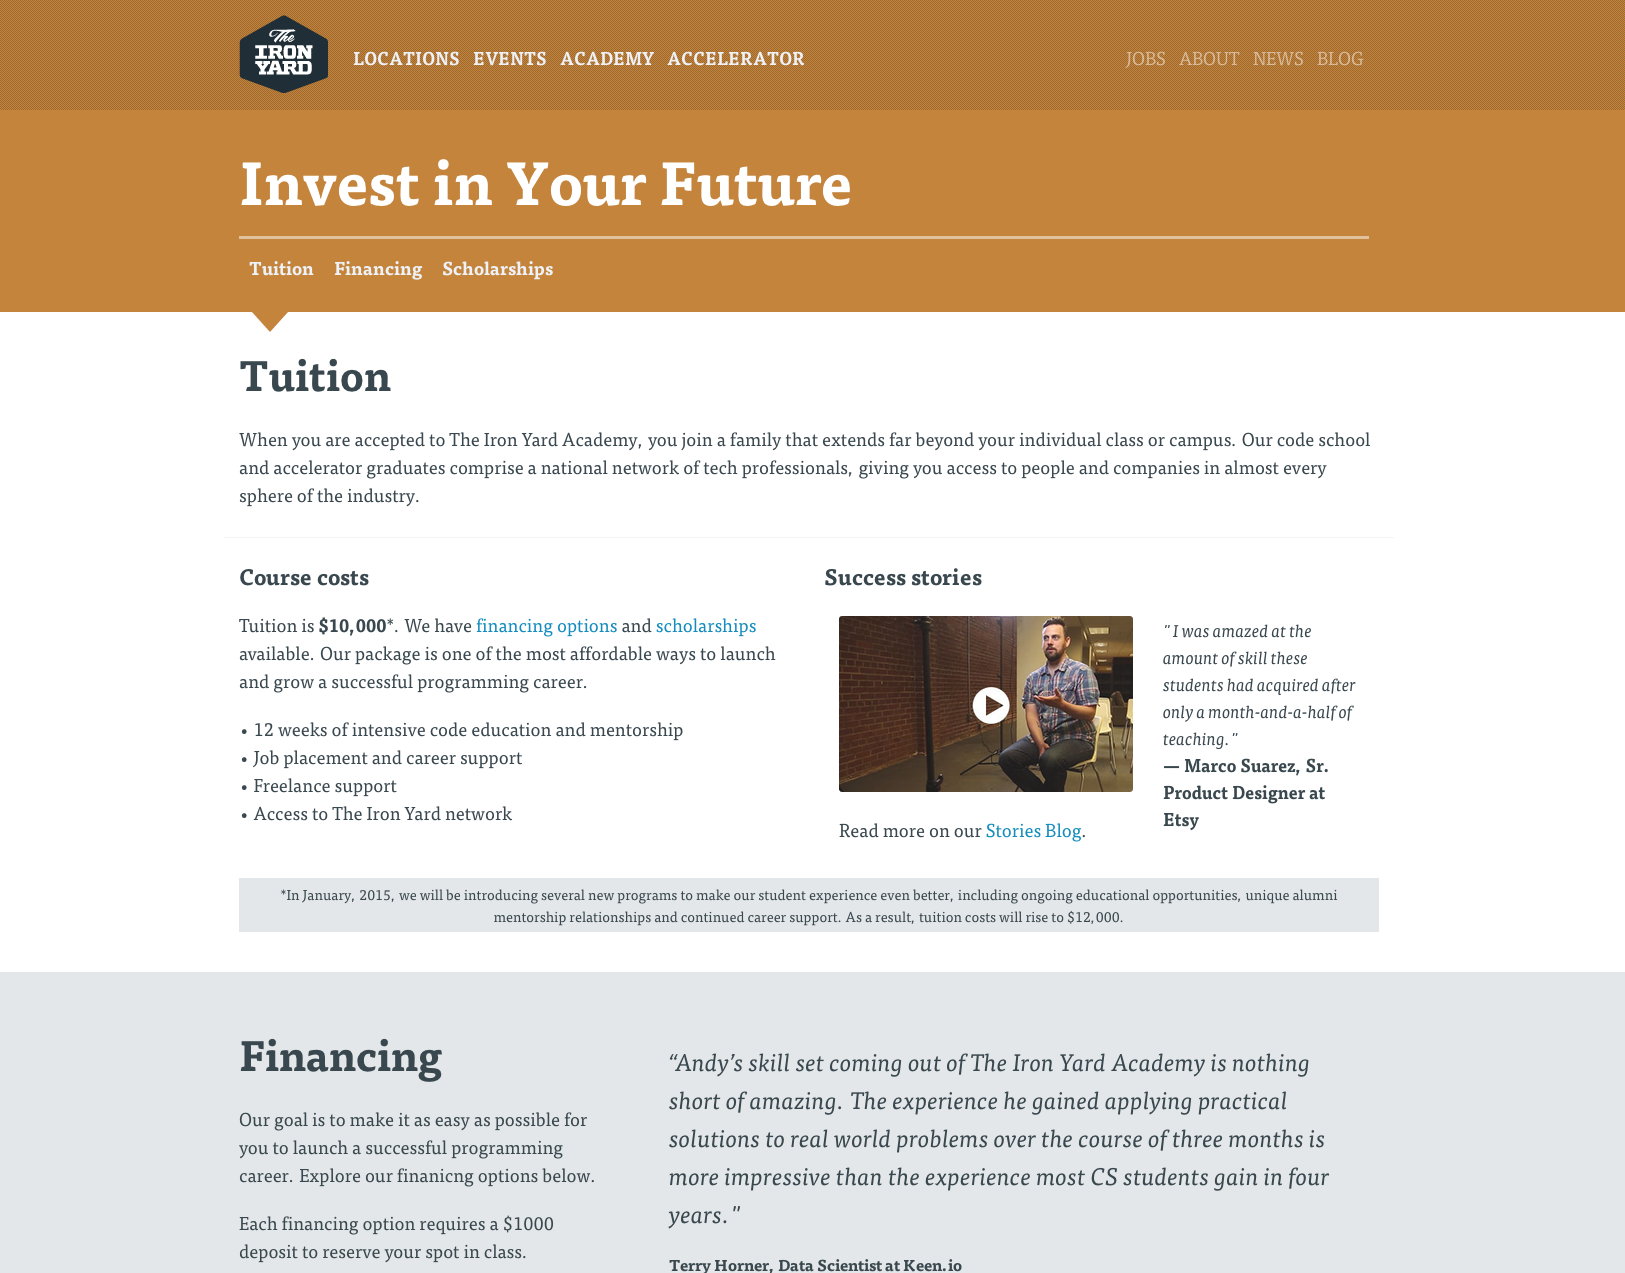 The
IRON
YARD
LOCATIONS EVENTS ACADEMY ACCELERATOR
JOBS ABOUT NEWS BLOG
Invest in Your Future
Tuition Financing Scholarships
Tuition
When you are accepted to The Iron Yard Academy, you join a family that extends far beyond your individual class or campus. Our code school
and accelerator graduates comprise a national network of tech professionals, giving you access to people and companies in almost every
sphere of the industry.
Course costs
Tuition is $10,000*. We have financing options and scholarships
available. Our package is one of the most affordable ways to launch
and grow a successful programming career.
• 12 weeks of intensive code education and mentorship
• Job placement and career support
• Freelance support
• Access to The Iron Yard network
Success stories
"I was amazed at the
amount of skill these
students had acquired after
only a month-and-a-half of
teaching."
— Marco Suarez, Sr.
Product Designer at
Etsy
Read more on our Stories Blog.
*In January, 2015, we will be introducing several new programs to make our student experience even better, including ongoing educational opportunities, unique alumni
mentorship relationships and continued career support. As a result, tuition costs will rise to $12,000.
Financing
Our goal is to make it as easy as possible for
you to launch a successful programming
career. Explore our finanicng options below.
Each financing option requires a $1000
deposit to reserve your spot in class.
“Andy’s skill set coming out of The Iron Yard Academy is nothing
short of amazing. The experience he gained applying practical
solutions to real world problems over the course of three months is
more impressive than the experience most CS students gain in four
years."
Terry Horner, Data Scientist at Keen.io